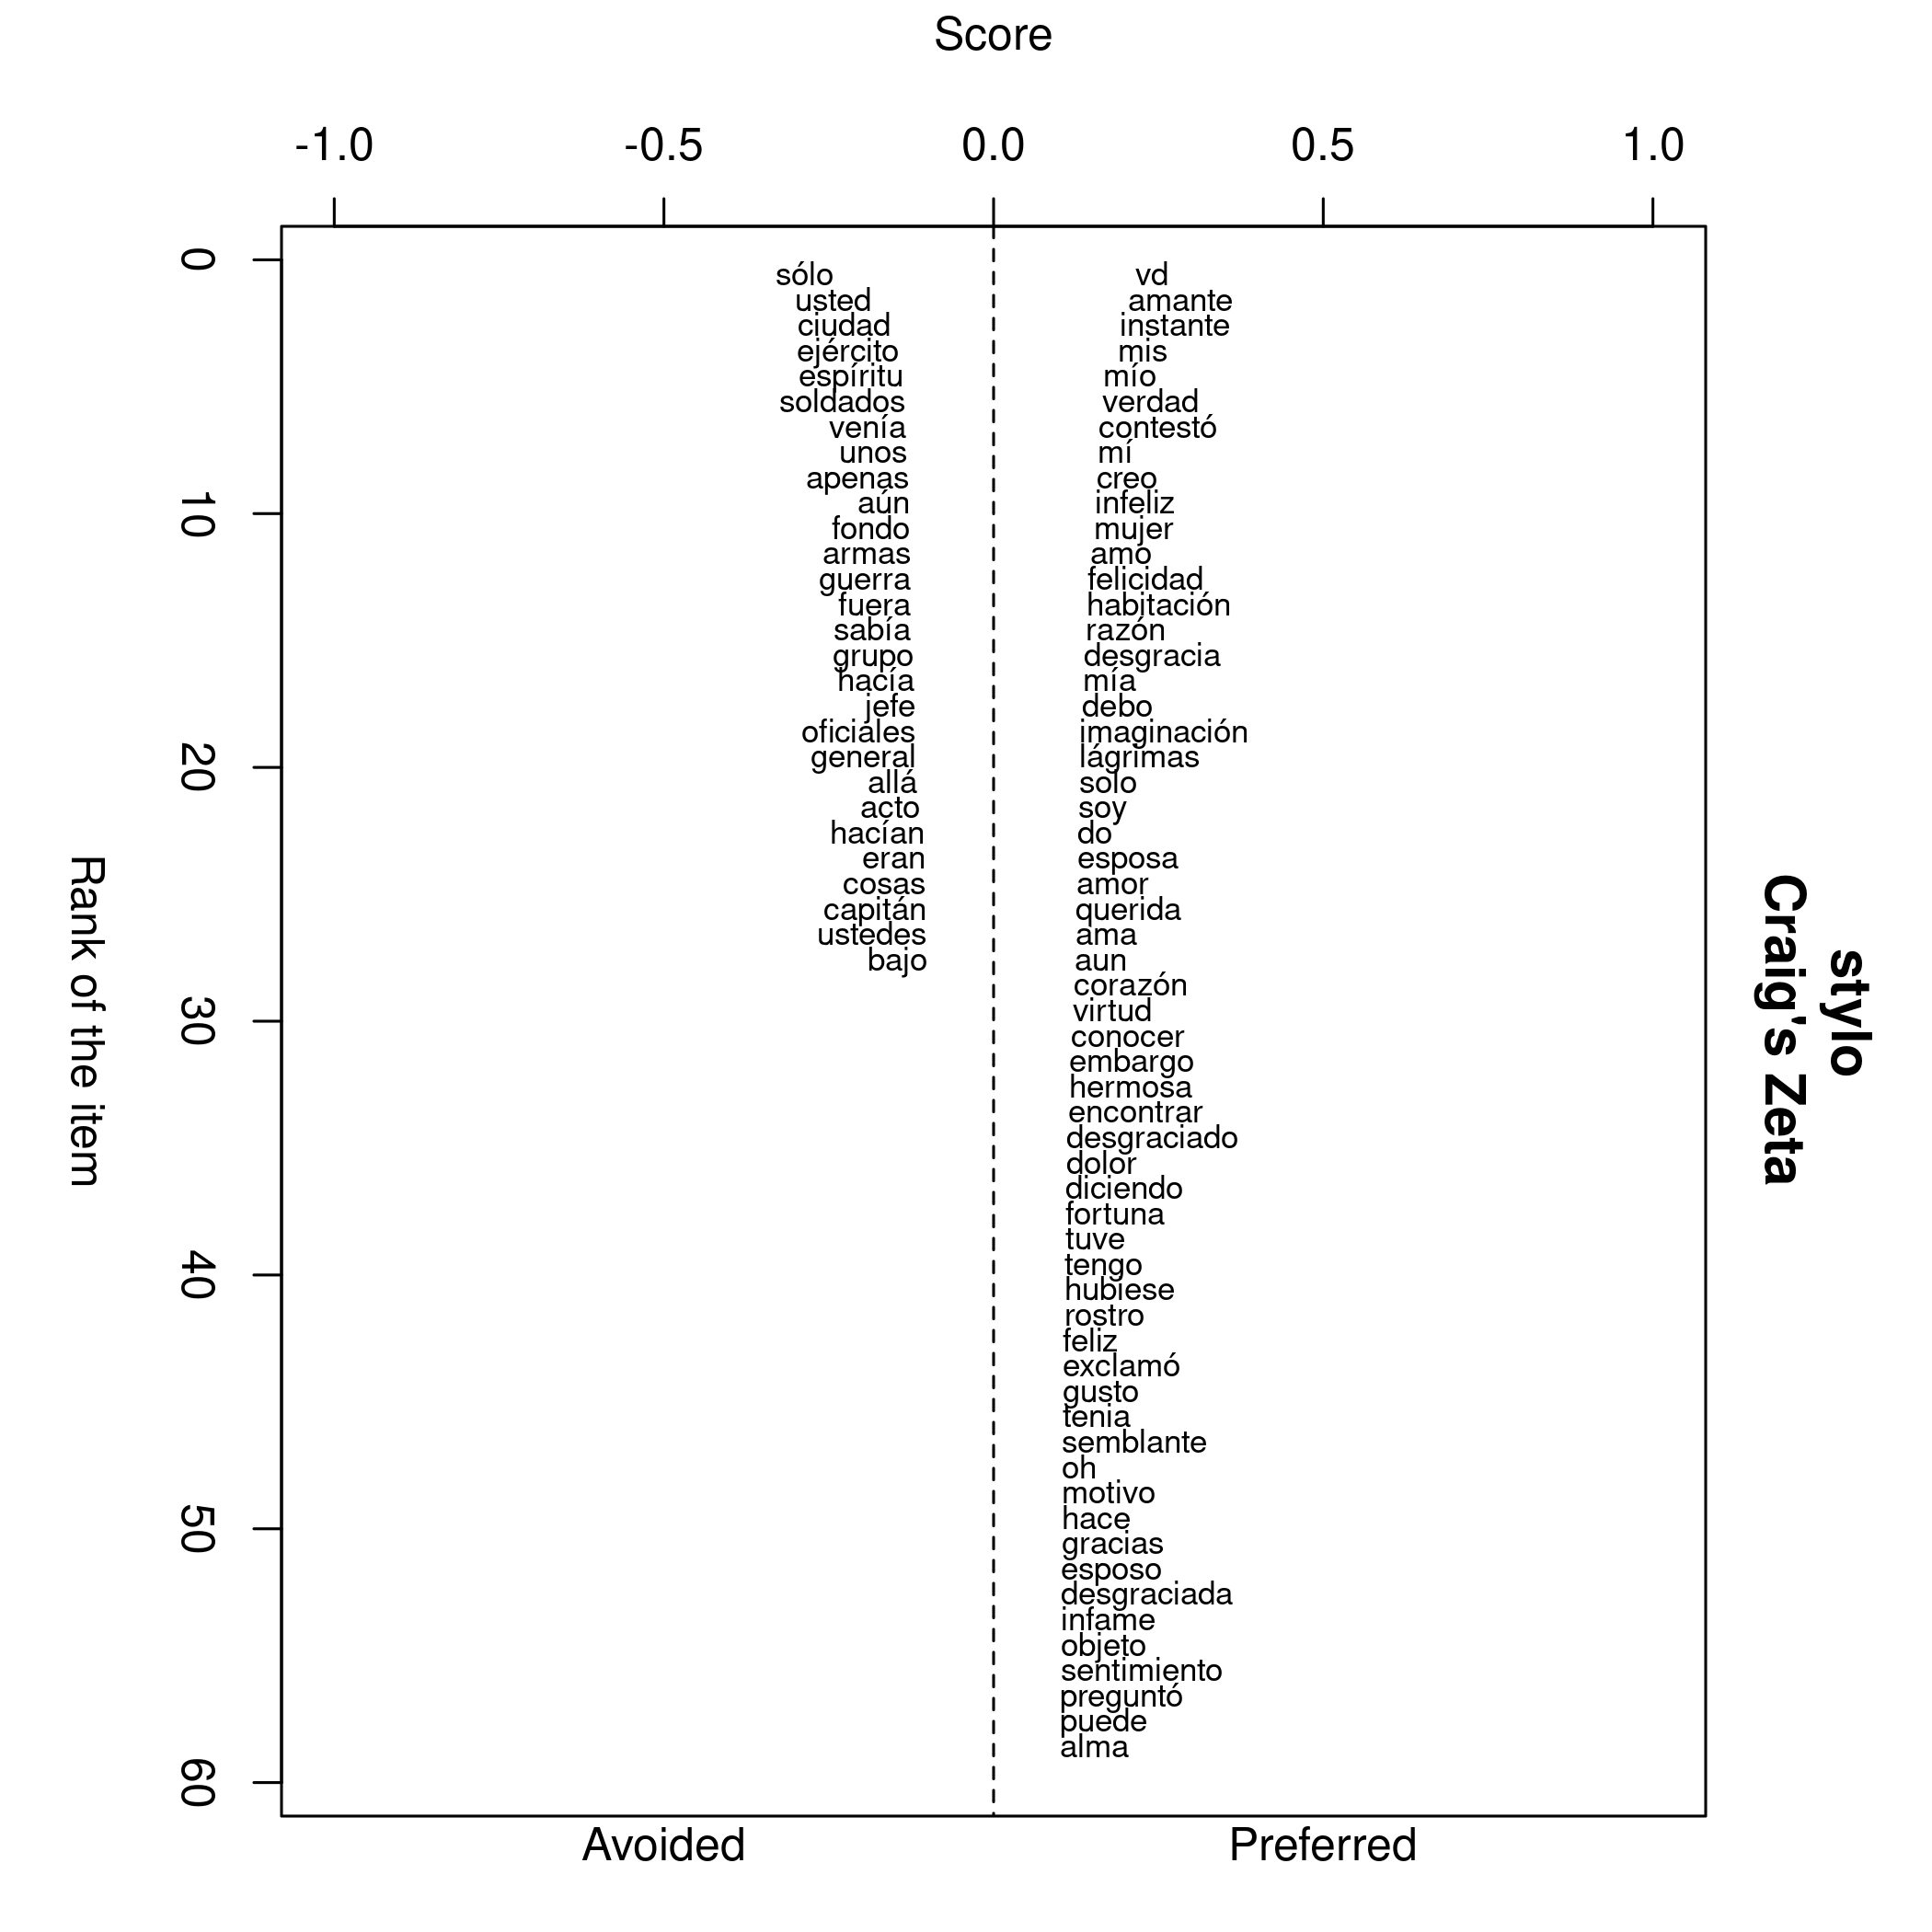 Score
-1.0 -0.5 0.0 0.5 1.0
stylo
Craig's Zeta
Rank of the item
0
10
20
30
40
50
60
sólo
usted
ciudad
ejército
espíritu
soldados
venía
unos
apenas
aún
fondo
armas
guerra
fuera
sabía
grupo
hacía
jefe
oficiales
general
allá
acto
hacían
eran
cosas
capitán
ustedes
bajo
vd
amante
instante
mis
mío
verdad
contestó
mí
creo
infeliz
mujer
amo
felicidad
habitación
razón
desgracia
mía
debo
imaginación
lágrimas
solo
soy
do
esposa
amor
querida
ama
aun
corazón
virtud
conocer
embargo
hermosa
encontrar
desgraciado
dolor
diciendo
fortuna
tuve
tengo
hubiese
rostro
feliz
exclamó
gusto
tenia
semblante
oh
motivo
hace
gracias
esposo
desgraciada
infame
objeto
sentimiento
preguntó
puede
alma
Avoided
Preferred